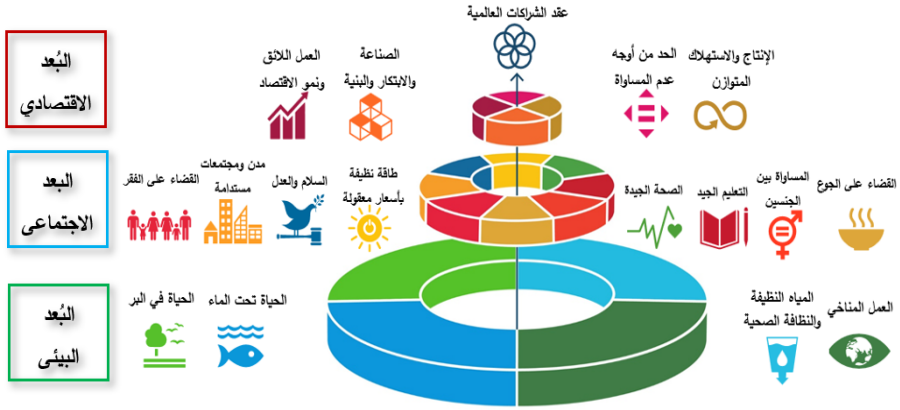 عقد الشراكات العالمية
البُعد
الاقتصادي
الإنتاج والاستهلاك
المتوازن
الحد من أوجه
عدم المساواة
الصناعة
والابتكار والبنية
العمل اللائق
ونمو الاقتصاد
البعد
الاجتماعى
القضاء على الجوع
المساواة بين
الجنسين
التعليم الجيد
الصحة الجيدة
طاقة نظيفة
بأسعار معقولة
السلام والعدل
مدن ومجتمعات
مستدامة
القضاء على الفقر
البُعد
البيئى
العمل المناخي
المياه النظيفة
والنظافة الصحية
الحياة تحت الماء
الحياة في البر